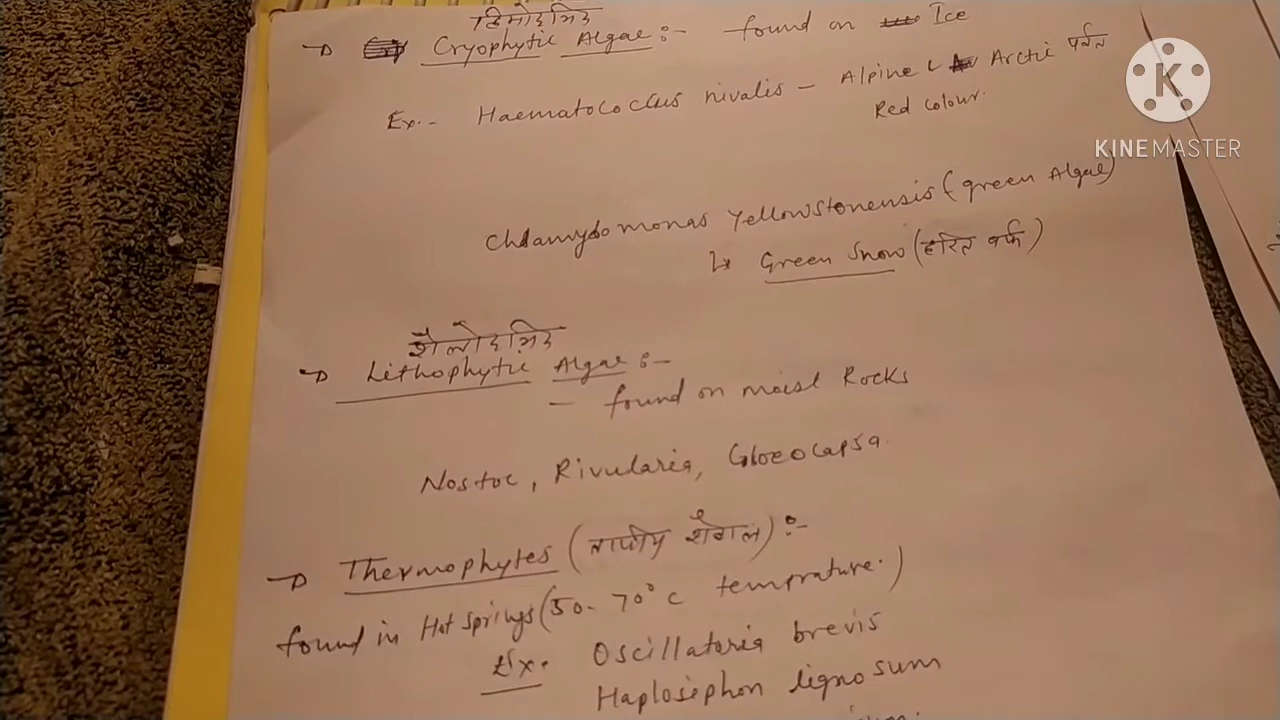 हिमोद्भिद
→ Cryophytic Algae :- found on Ice
Ex.- Haematococcus nivalis - Alpine & Arctic पर्वत
Red colour.
Chlamydomonas Yellowstonensis (green Algae)
↳ Green Snow (हरित बर्फ)
शैलोद्भिद
→ Lithophytic Algae :-
- found on moist Rocks
Nostoc, Rivularia, Gloeocapsa.
→ Thermophytes (तापीय शैवाल) :-
found in Hot springs (50-70°c temprature.)
Ex. Oscillatoria brevis
Haplosiphon lignosum
K
KINEMASTER